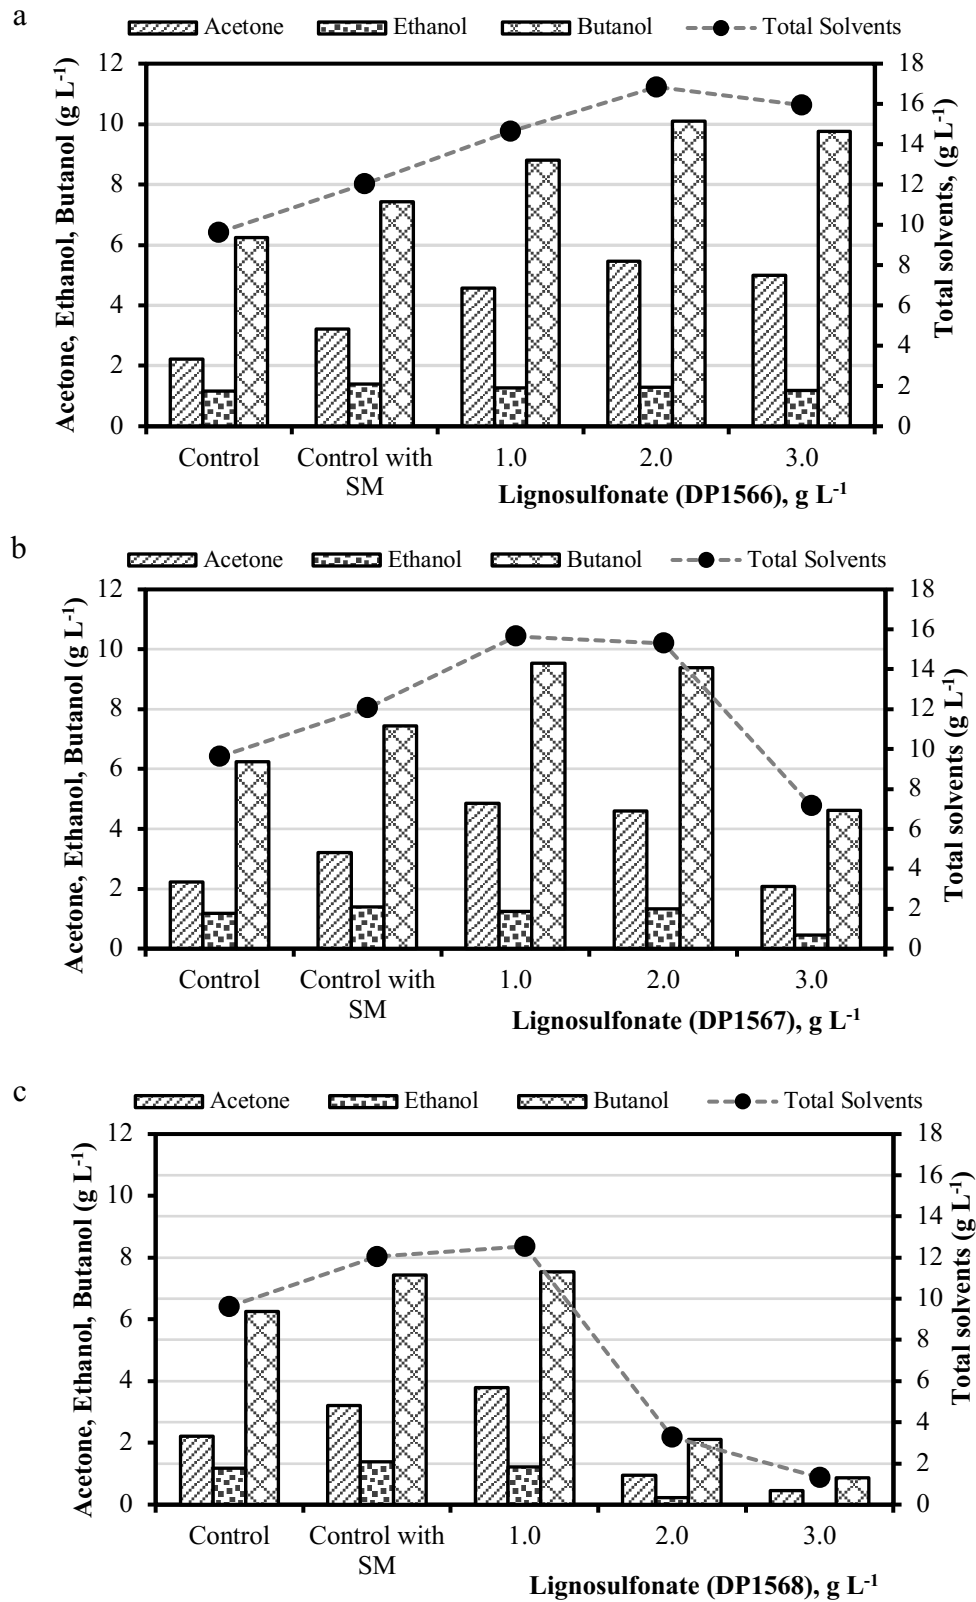 a
Acetone Ethanol Butanol Total Solvents
Acetone, Ethanol, Butanol (g L-1)
12
10
8
6
4
2
0
18
16
14
12
10
8
6
4
2
0
Total solvents, (g L-1)
Control Control with SM 1.0 2.0 3.0
Lignosulfonate (DP1566), g L-1
b
Acetone Ethanol Butanol Total Solvents
Acetone, Ethanol, Butanol (g L-1)
12
10
8
6
4
2
0
18
16
14
12
10
8
6
4
2
0
Total solvents (g L-1)
Control Control with SM 1.0 2.0 3.0
Lignosulfonate (DP1567), g L-1
c
Acetone Ethanol Butanol Total Solvents
Acetone, Ethanol, Butanol (g L-1)
12
10
8
6
4
2
0
18
16
14
12
10
8
6
4
2
0
Total solvents (g L-1)
Control Control with SM 1.0 2.0 3.0
Lignosulfonate (DP1568), g L-1